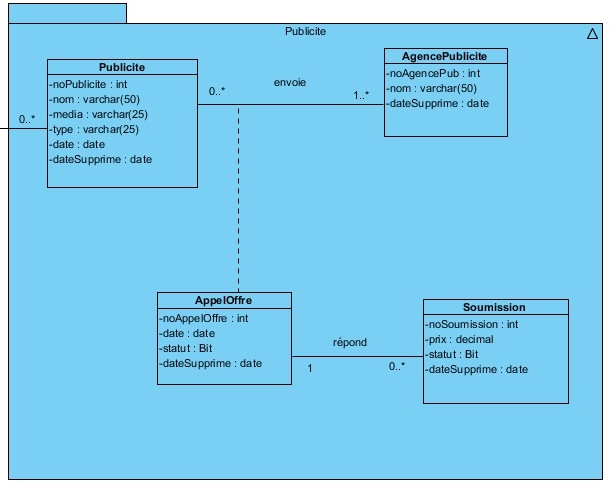 Publicite
Publicite
-noPublicite : int
-nom : varchar(50)
-media : varchar(25)
-type : varchar(25)
-date : date
-dateSupprime : date
0..*
0..*
envoie
1..*
AgencePublicite
-noAgencePub : int
-nom : varchar(50)
-dateSupprime : date
AppelOffre
-noAppelOffre : int
-date : date
-statut : Bit
-dateSupprime : date
répond
1
0..*
Soumission
-noSoumission : int
-prix : decimal
-statut : Bit
-dateSupprime : date